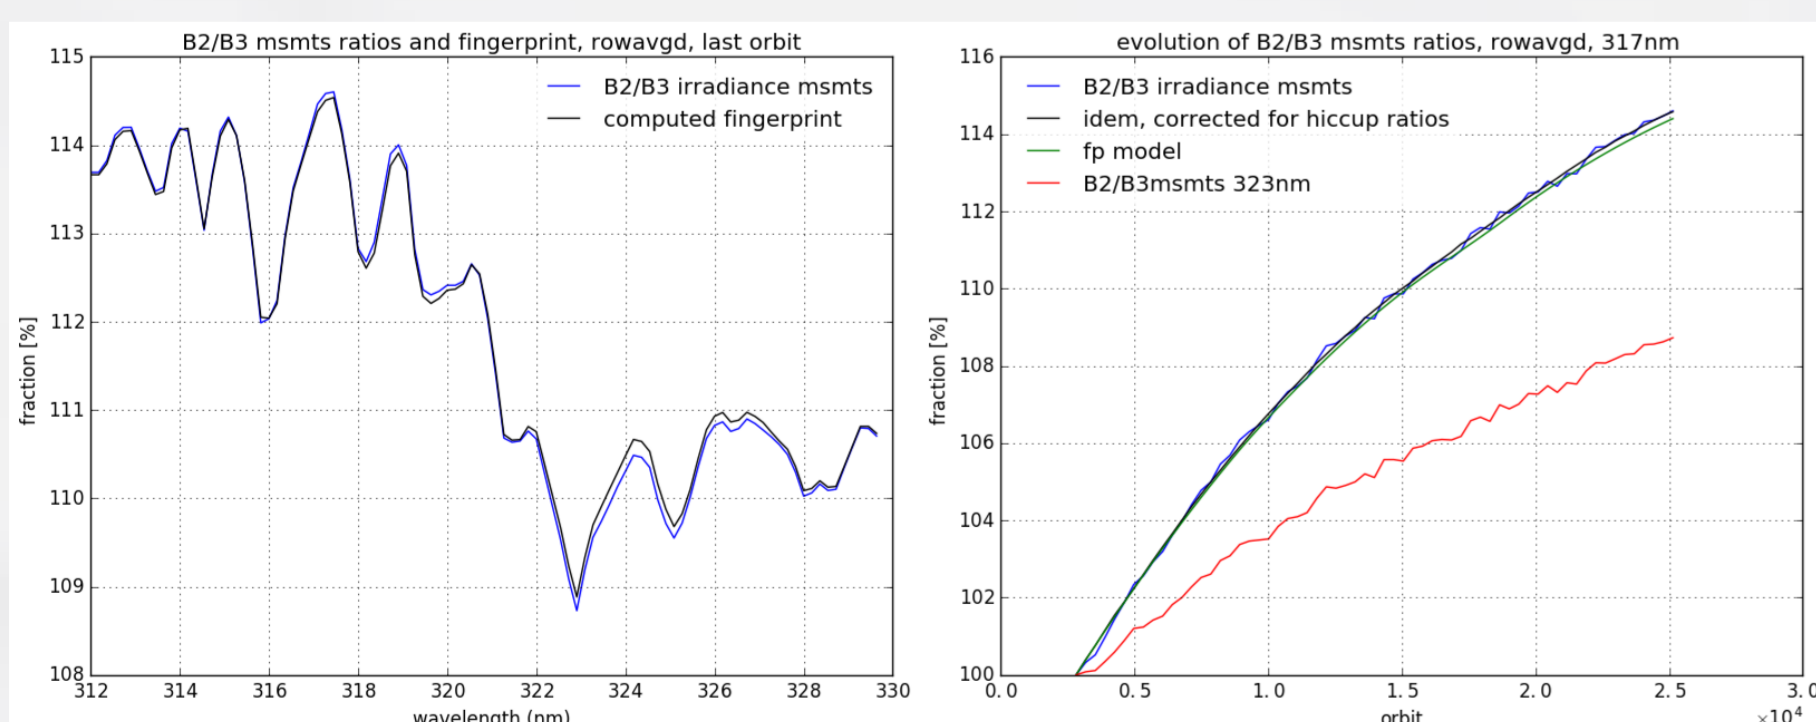 B2/B3 msmts ratios and fingerprint, rowavgd, last orbit
B2/B3 irradiance msmts
computed fingerprint
fraction [%]
115
114
113
112
111
110
109
108
312 314 316 318 320 322 324 326 328 330
wavelength (nm)
evolution of B2/B3 msmts ratios, rowavgd, 317nm
B2/B3 irradiance msmts
idem, corrected for hiccup ratios
fp model
B2/B3msmts 323nm
fraction [%]
116
114
112
110
108
106
104
102
100
0.0 0.5 1.0 1.5 2.0 2.5 3.0
orbit
×10⁴